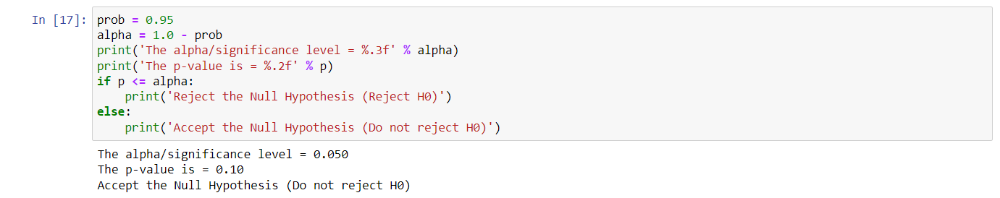 In [17]: prob = 0.95
alpha = 1.0 - prob
print('The alpha/significance level = %.3f' % alpha)
print('The p-value is = %.2f' % p)
if p <= alpha:
    print('Reject the Null Hypothesis (Reject H0)')
else:
    print('Accept the Null Hypothesis (Do not reject H0)')
The alpha/significance level = 0.050
The p-value is = 0.10
Accept the Null Hypothesis (Do not reject H0)